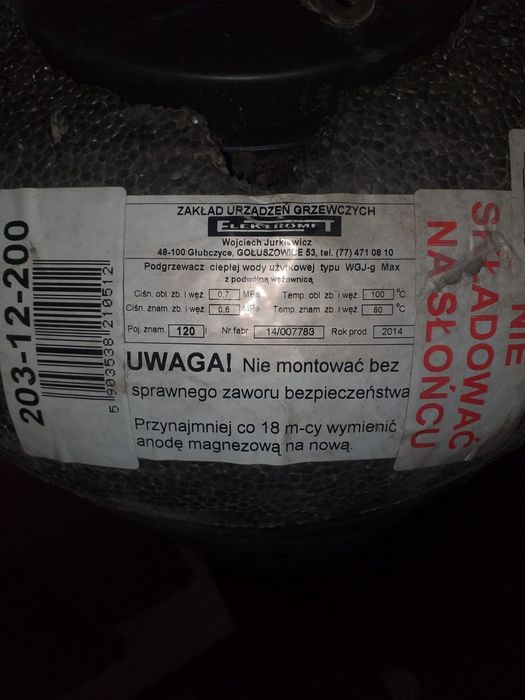 ZAKŁAD URZĄDZEŃ GRZEWCZYCH
ELEKTROMET
Wojciech Jurkiewicz
48-100 Głubczyce, GOŁUSZOWICE 53, tel. (77) 471 08 10
Podgrzewacz ciepłej wody użytkowej typu WGJ-g Max
z podwójną wężownicą
Ciśn. obl. zb. i węż 0,7 MPa Temp. obl. zb. i węż 100 °C
Ciśn. znam. zb. i węż 0,6 MPa Temp. znam. zb. i węż 80 °C
Poj. znam. 120 l Nr fabr 14/007783 Rok prod. 2014
UWAGA! Nie montować bez
sprawnego zaworu bezpieczeństwa
Przynajmniej co 18 m-cy wymienić
anodę magnezową na nową.
203-12-200
5 903538 210512
NIE
SKŁADOWAĆ
NA SŁOŃCU